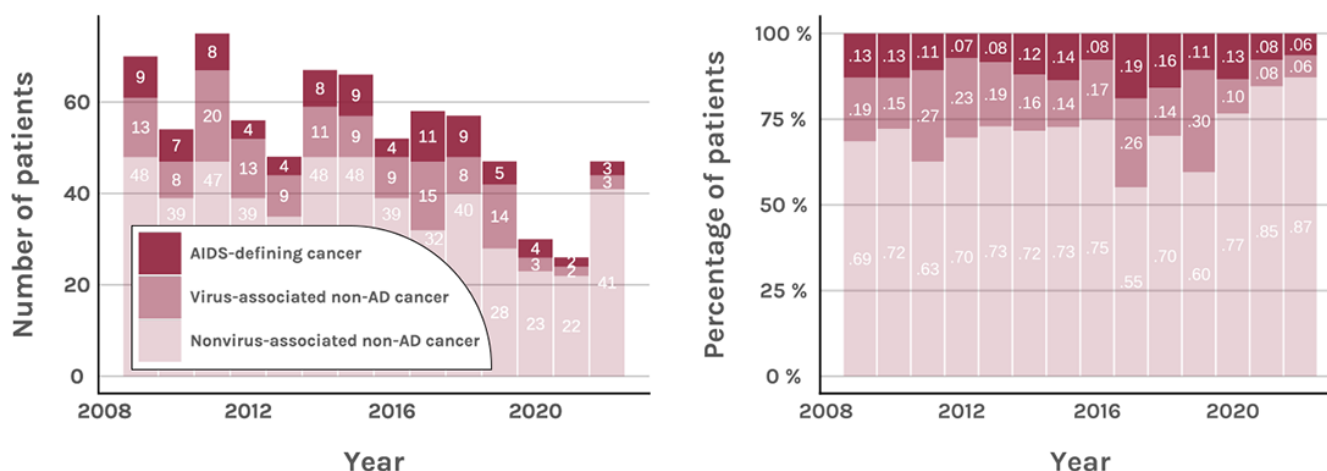 Number of patients
60
40
20
0
9 7 8 4 4 8 9 4 11 9 5 4 2 3
13 8 20 13 9 11 9 9 15 8 14 3 2 3
48 39 47 39 48 48 39 32 40 28 23 22 41
AIDS-defining cancer
Virus-associated non-AD cancer
Nonvirus-associated non-AD cancer
2008 2012 2016 2020
Year
Percentage of patients
100 %
75 %
50 %
25 %
0 %
.13 .13 .11 .07 .08 .12 .14 .08 .19 .16 .11 .13 .08 .06
.19 .15 .27 .23 .19 .16 .14 .17 .26 .14 .30 .10 .08 .06
.69 .72 .63 .70 .73 .72 .73 .75 .55 .70 .60 .77 .85 .87
2008 2012 2016 2020
Year